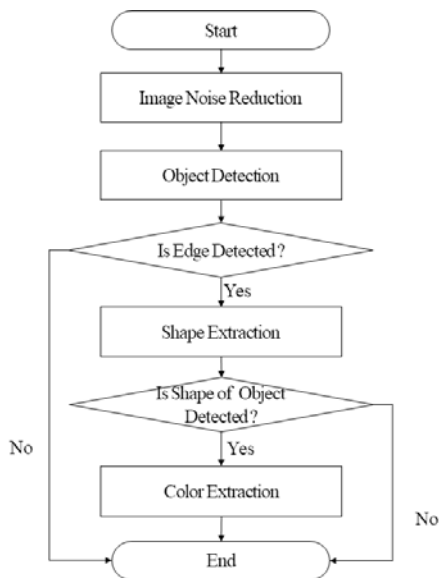 Start
Image Noise Reduction
Object Detection
Is Edge Detected?
Yes
Shape Extraction
Is Shape of Object
Detected?
No
Yes
Color Extraction
No
End